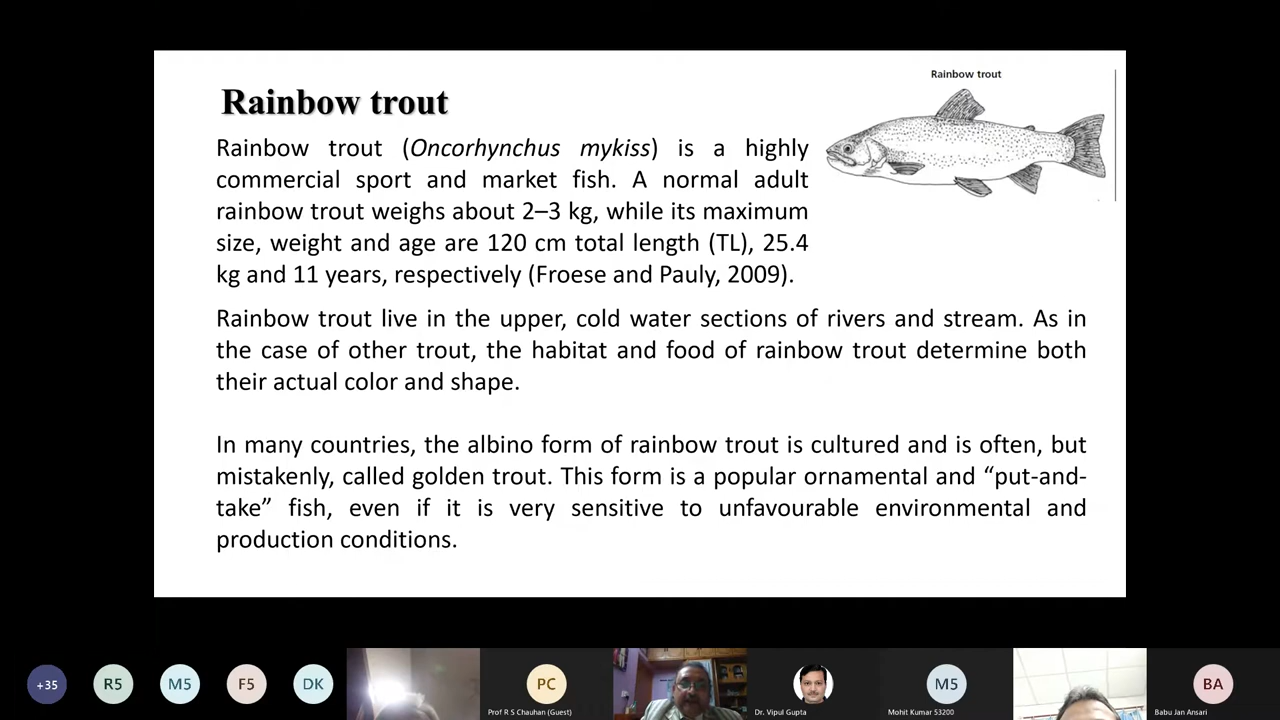 Rainbow trout
Rainbow trout
Rainbow trout (Oncorhynchus mykiss) is a highly
commercial sport and market fish. A normal adult
rainbow trout weighs about 2–3 kg, while its maximum
size, weight and age are 120 cm total length (TL), 25.4
kg and 11 years, respectively (Froese and Pauly, 2009).
Rainbow trout live in the upper, cold water sections of rivers and stream. As in
the case of other trout, the habitat and food of rainbow trout determine both
their actual color and shape.
In many countries, the albino form of rainbow trout is cultured and is often, but
mistakenly, called golden trout. This form is a popular ornamental and “put-and-
take” fish, even if it is very sensitive to unfavourable environmental and
production conditions.
+35
R5
M5
F5
DK
PC
Prof R S Chauhan (Guest)
Dr. Vipul Gupta
M5
Mohit Kumar 53200
BA
Babu Jan Ansari